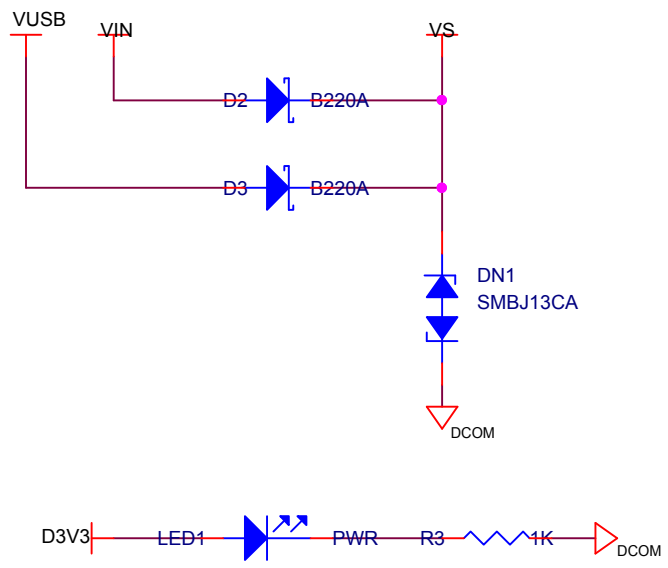 VUSB VIN VS
D2 B220A
D3 B220A
DN1
SMBJ13CA
DCOM
D3V3 LED1 PWR R3 1K DCOM